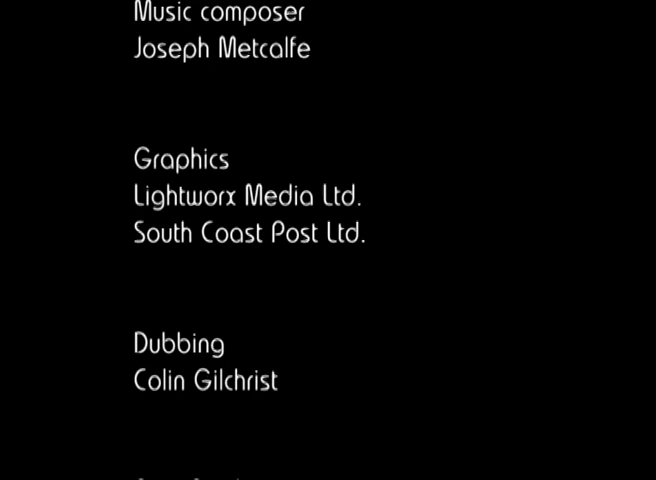 Music composer
Joseph Metcalfe
Graphics
Lightworx Media Ltd.
South Coast Post Ltd.
Dubbing
Colin Gilchrist